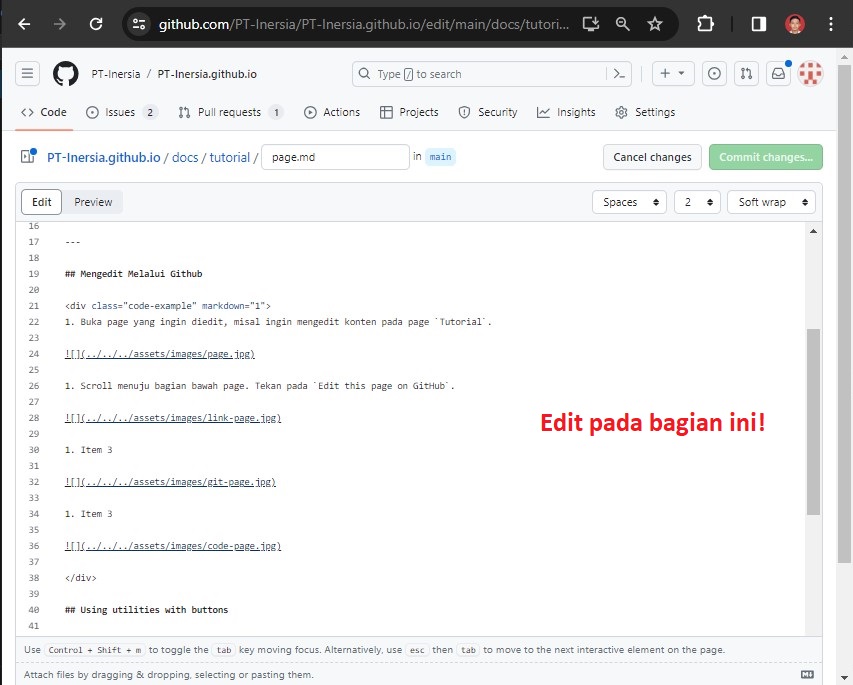 github.com/PT-Inersia/PT-Inersia.github.io/edit/main/docs/tutori...
PT-Inersia / PT-Inersia.github.io
Type / to search
Code
Issues 2
Pull requests 1
Actions
Projects
Security
Insights
Settings
PT-Inersia.github.io / docs / tutorial / page.md in main
Cancel changes
Commit changes...
Edit
Preview
Spaces
2
Soft wrap
16
17 ---
18
19 ## Mengedit Melalui Github
20
21 <div class="code-example" markdown="1">
22 1. Buka page yang ingin diedit, misal ingin mengedit konten pada page `Tutorial`.
23
24 ![](../../../assets/images/page.jpg)
25
26 1. Scroll menuju bagian bawah page. Tekan pada `Edit this page on GitHub`.
27
28 ![](../../../assets/images/link-page.jpg)
29
30 1. Item 3
31
32 ![](../../../assets/images/git-page.jpg)
33
34 1. Item 3
35
36 ![](../../../assets/images/code-page.jpg)
37
38 </div>
39
40 ## Using utilities with buttons
41
Edit pada bagian ini!
Use Control + Shift + m to toggle the tab key moving focus. Alternatively, use esc then tab to move to the next interactive element on the page.
Attach files by dragging & dropping, selecting or pasting them.